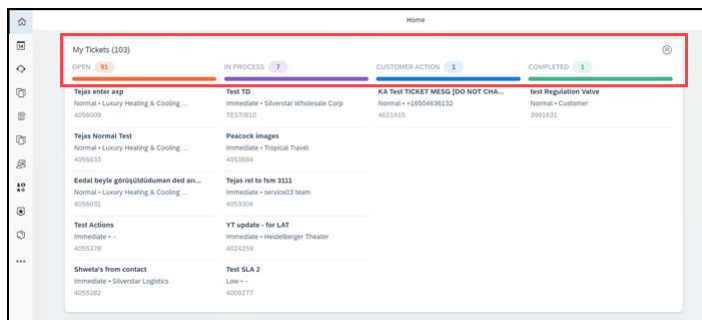 Home
My Tickets (103)
OPEN 91
IN PROCESS 7
CUSTOMER ACTION 1
COMPLETED 1
Tejas enter axp
Normal • Luxury Heating & Cooling ...
4056009
Tejas Normal Test
Normal • Luxury Heating & Cooling ...
4056033
Eedal beyle görüşüldüduman ded an...
Normal • Luxury Heating & Cooling ...
4056031
Test Actions
Immediate • -
4055378
Shweta's from contact
Immediate • Silverstar Logistics
4055282
Test TD
Immediate • Silverstar Wholesale Corp
TESTIB10
Peacock images
Immediate • Tropical Travel
4053884
Tejas rel to fsm 3111
Immediate • service03 team
4053304
YT update - for LAT
Immediate • Heidelberger Theater
4024259
Test SLA 2
Low • -
4009277
KA Test TICKET MESG [DO NOT CHA...
Normal • +16504636132
4021915
test Regulation Valve
Normal • Customer
3991631